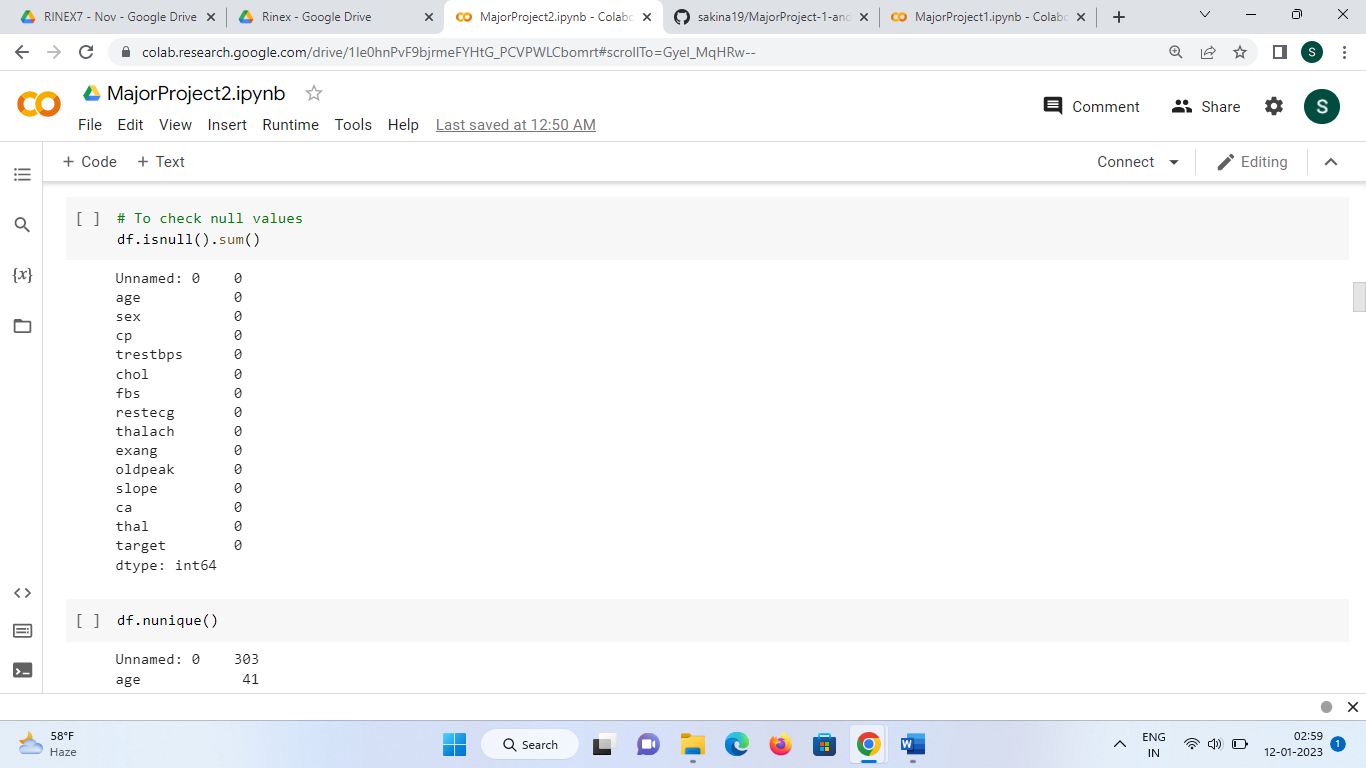 RINEX7 - Nov - Google Drive
Rinex - Google Drive
MajorProject2.ipynb - Colabo
sakina19/MajorProject-1-and
MajorProject1.ipynb - Colabo
colab.research.google.com/drive/1Ie0hnPvF9bjrmeFYHtG_PCVPWLCbomrt#scrollTo=GyeI_MqHRw--
S
MajorProject2.ipynb
Comment
Share
S
File Edit View Insert Runtime Tools Help Last saved at 12:50 AM
+ Code + Text
Connect
Editing
[ ] # To check null values
df.isnull().sum()
{x}
Unnamed: 0 0
age 0
sex 0
cp 0
trestbps 0
chol 0
fbs 0
restecg 0
thalach 0
exang 0
oldpeak 0
slope 0
ca 0
thal 0
target 0
dtype: int64
[ ] df.nunique()
Unnamed: 0 303
age 41
58°F
Haze
Search
ENG
IN
02:59
12-01-2023
1